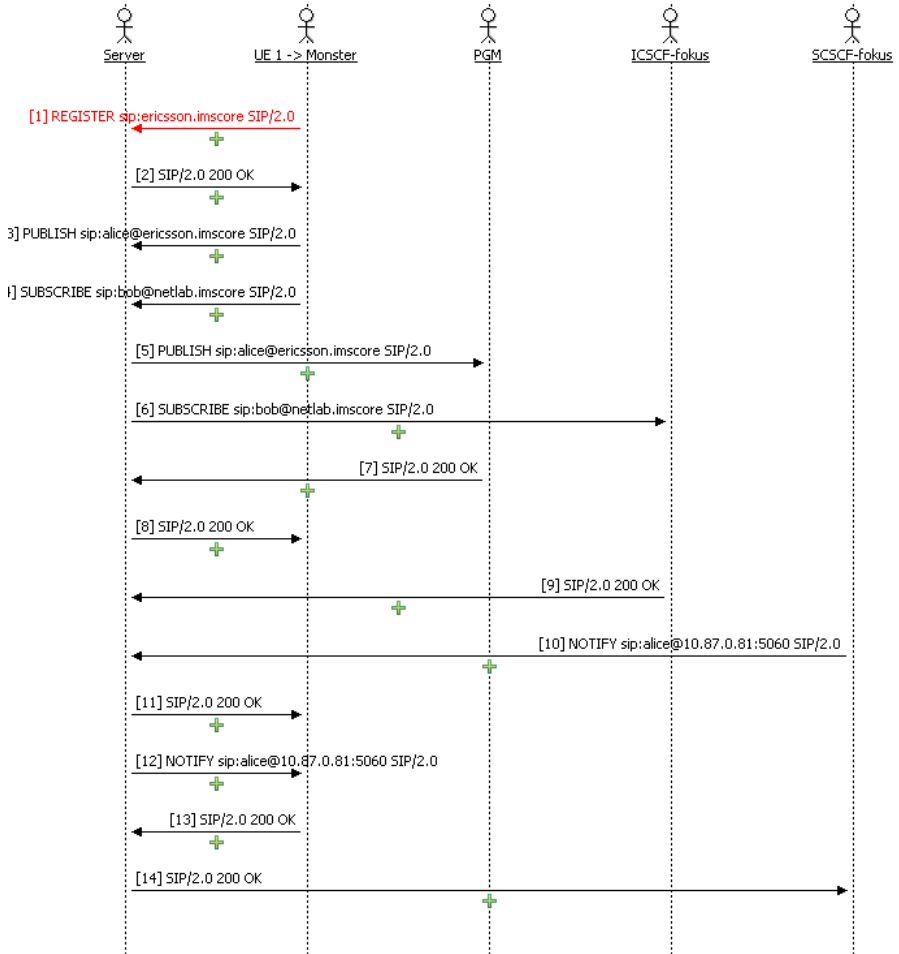 Server
UE 1 -> Monster
PGM
ICSCF-fokus
SCSCF-fokus
[1] REGISTER sip:ericsson.imscore SIP/2.0
[2] SIP/2.0 200 OK
3] PUBLISH sip:alice@ericsson.imscore SIP/2.0
] SUBSCRIBE sip:bob@netlab.imscore SIP/2.0
[5] PUBLISH sip:alice@ericsson.imscore SIP/2.0
[6] SUBSCRIBE sip:bob@netlab.imscore SIP/2.0
[7] SIP/2.0 200 OK
[8] SIP/2.0 200 OK
[9] SIP/2.0 200 OK
[10] NOTIFY sip:alice@10.87.0.81:5060 SIP/2.0
[11] SIP/2.0 200 OK
[12] NOTIFY sip:alice@10.87.0.81:5060 SIP/2.0
[13] SIP/2.0 200 OK
[14] SIP/2.0 200 OK